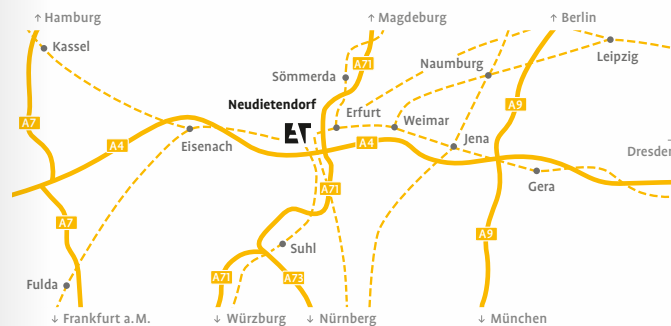 ↑ Hamburg
↑ Magdeburg
↑ Berlin
Kassel
Leipzig
A71
Naumburg
Sömmerda
Neudietendorf
A9
Erfurt
Weimar
A7
A4
Eisenach
A4
Jena
Dresden
Gera
A71
A7
A9
Suhl
A71
A73
Fulda
↓ Frankfurt a.M.
↓ Würzburg
↓ Nürnberg
↓ München